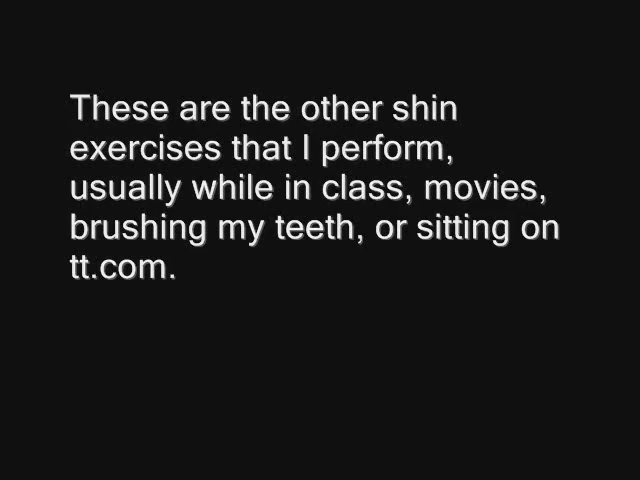 These are the other shin
exercises that I perform,
usually while in class, movies,
brushing my teeth, or sitting on
tt.com.